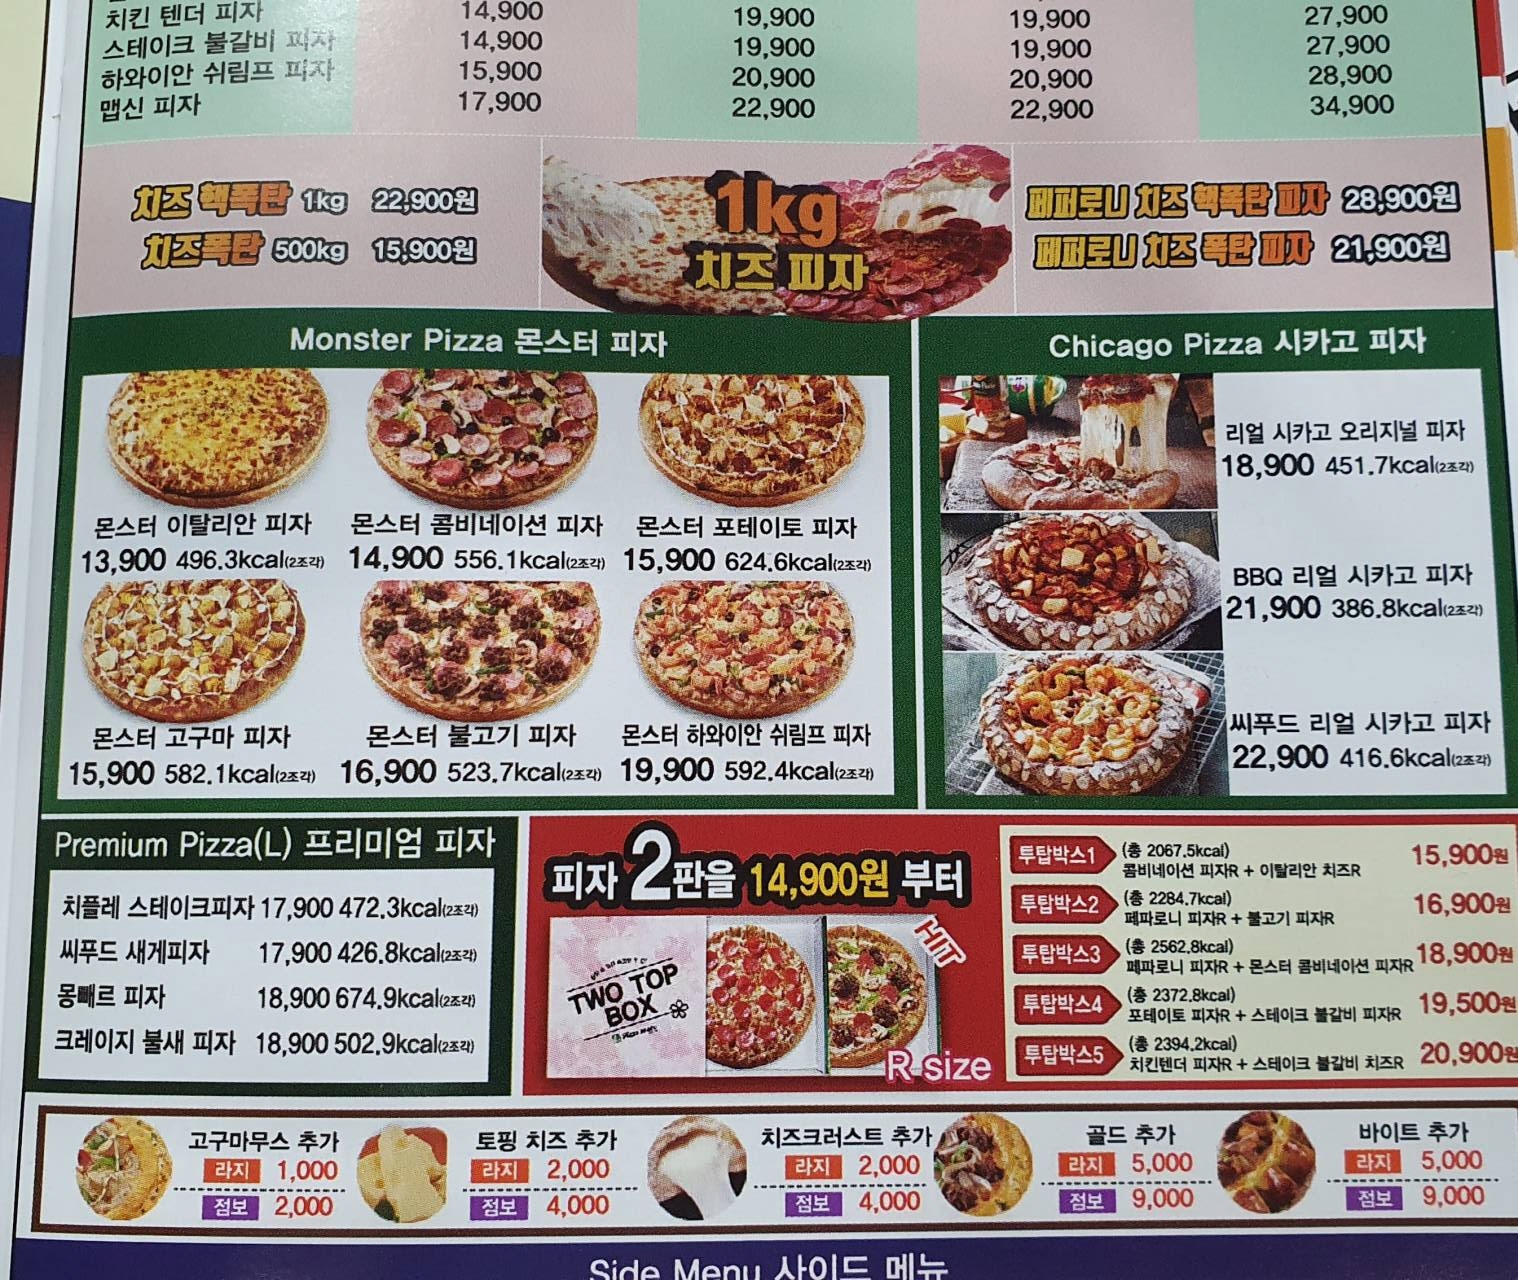 치킨 텐더 피자 14,900 19,900 19,900 27,900
스테이크 불갈비 피자 14,900 19,900 19,900 27,900
하와이안 쉬림프 피자 15,900 20,900 20,900 28,900
맵신 피자 17,900 22,900 22,900 34,900
치즈 핵폭탄 1kg 22,900원
치즈폭탄 500kg 15,900원
1kg
치즈 피자
페퍼로니 치즈 핵폭탄 피자 28,900원
페퍼로니 치즈 폭탄 피자 21,900원
Monster Pizza 몬스터 피자
몬스터 이탈리안 피자
13,900 496.3kcal(2조각)
몬스터 콤비네이션 피자
14,900 556.1kcal(2조각)
몬스터 포테이토 피자
15,900 624.6kcal(2조각)
몬스터 고구마 피자
15,900 582.1kcal(2조각)
몬스터 불고기 피자
16,900 523.7kcal(2조각)
몬스터 하와이안 쉬림프 피자
19,900 592.4kcal(2조각)
Chicago Pizza 시카고 피자
리얼 시카고 오리지널 피자
18,900 451.7kcal(2조각)
BBQ 리얼 시카고 피자
21,900 386.8kcal(2조각)
씨푸드 리얼 시카고 피자
22,900 416.6kcal(2조각)
Premium Pizza(L) 프리미엄 피자
치플레 스테이크피자 17,900 472.3kcal(2조각)
씨푸드 새게피자 17,900 426.8kcal(2조각)
몽빼르 피자 18,900 674.9kcal(2조각)
크레이지 불새 피자 18,900 502.9kcal(2조각)
피자 2판을 14,900원 부터
HIT
TWO TOP
BOX
R size
투탑박스1 (총 2067.5kcal) 15,900원
콤비네이션 피자R + 이탈리안 치즈R
투탑박스2 (총 2284.7kcal) 16,900원
페파로니 피자R + 불고기 피자R
투탑박스3 (총 2562.8kcal) 18,900원
페파로니 피자R + 몬스터 콤비네이션 피자R
투탑박스4 (총 2372.8kcal) 19,500원
포테이토 피자R + 스테이크 불갈비 피자R
투탑박스5 (총 2394.2kcal) 20,900원
치킨텐더 피자R + 스테이크 불갈비 치즈R
고구마무스 추가
라지 1,000
점보 2,000
토핑 치즈 추가
라지 2,000
점보 4,000
치즈크러스트 추가
라지 2,000
점보 4,000
골드 추가
라지 5,000
점보 9,000
바이트 추가
라지 5,000
점보 9,000
Side Menu 사이드 메뉴